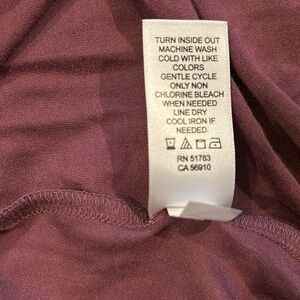 TURN INSIDE OUT
MACHINE WASH
COLD WITH LIKE
COLORS
GENTLE CYCLE
ONLY NON
CHLORINE BLEACH
WHEN NEEDED
LINE DRY
COOL IRON IF
NEEDED
RN 51783
CA 56910